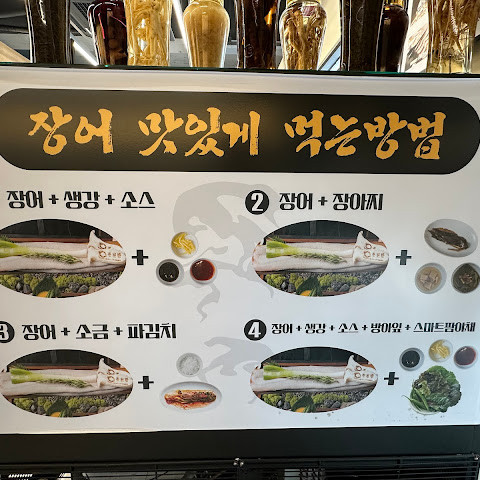 장어 맛있게 먹는방법
장어 + 생강 + 소스
2 장어 + 장아찌
+
+
3 장어 + 소금 + 파김치
4 장어 + 생강 + 소스 + 방아잎 + 스마트팜야채
+
+